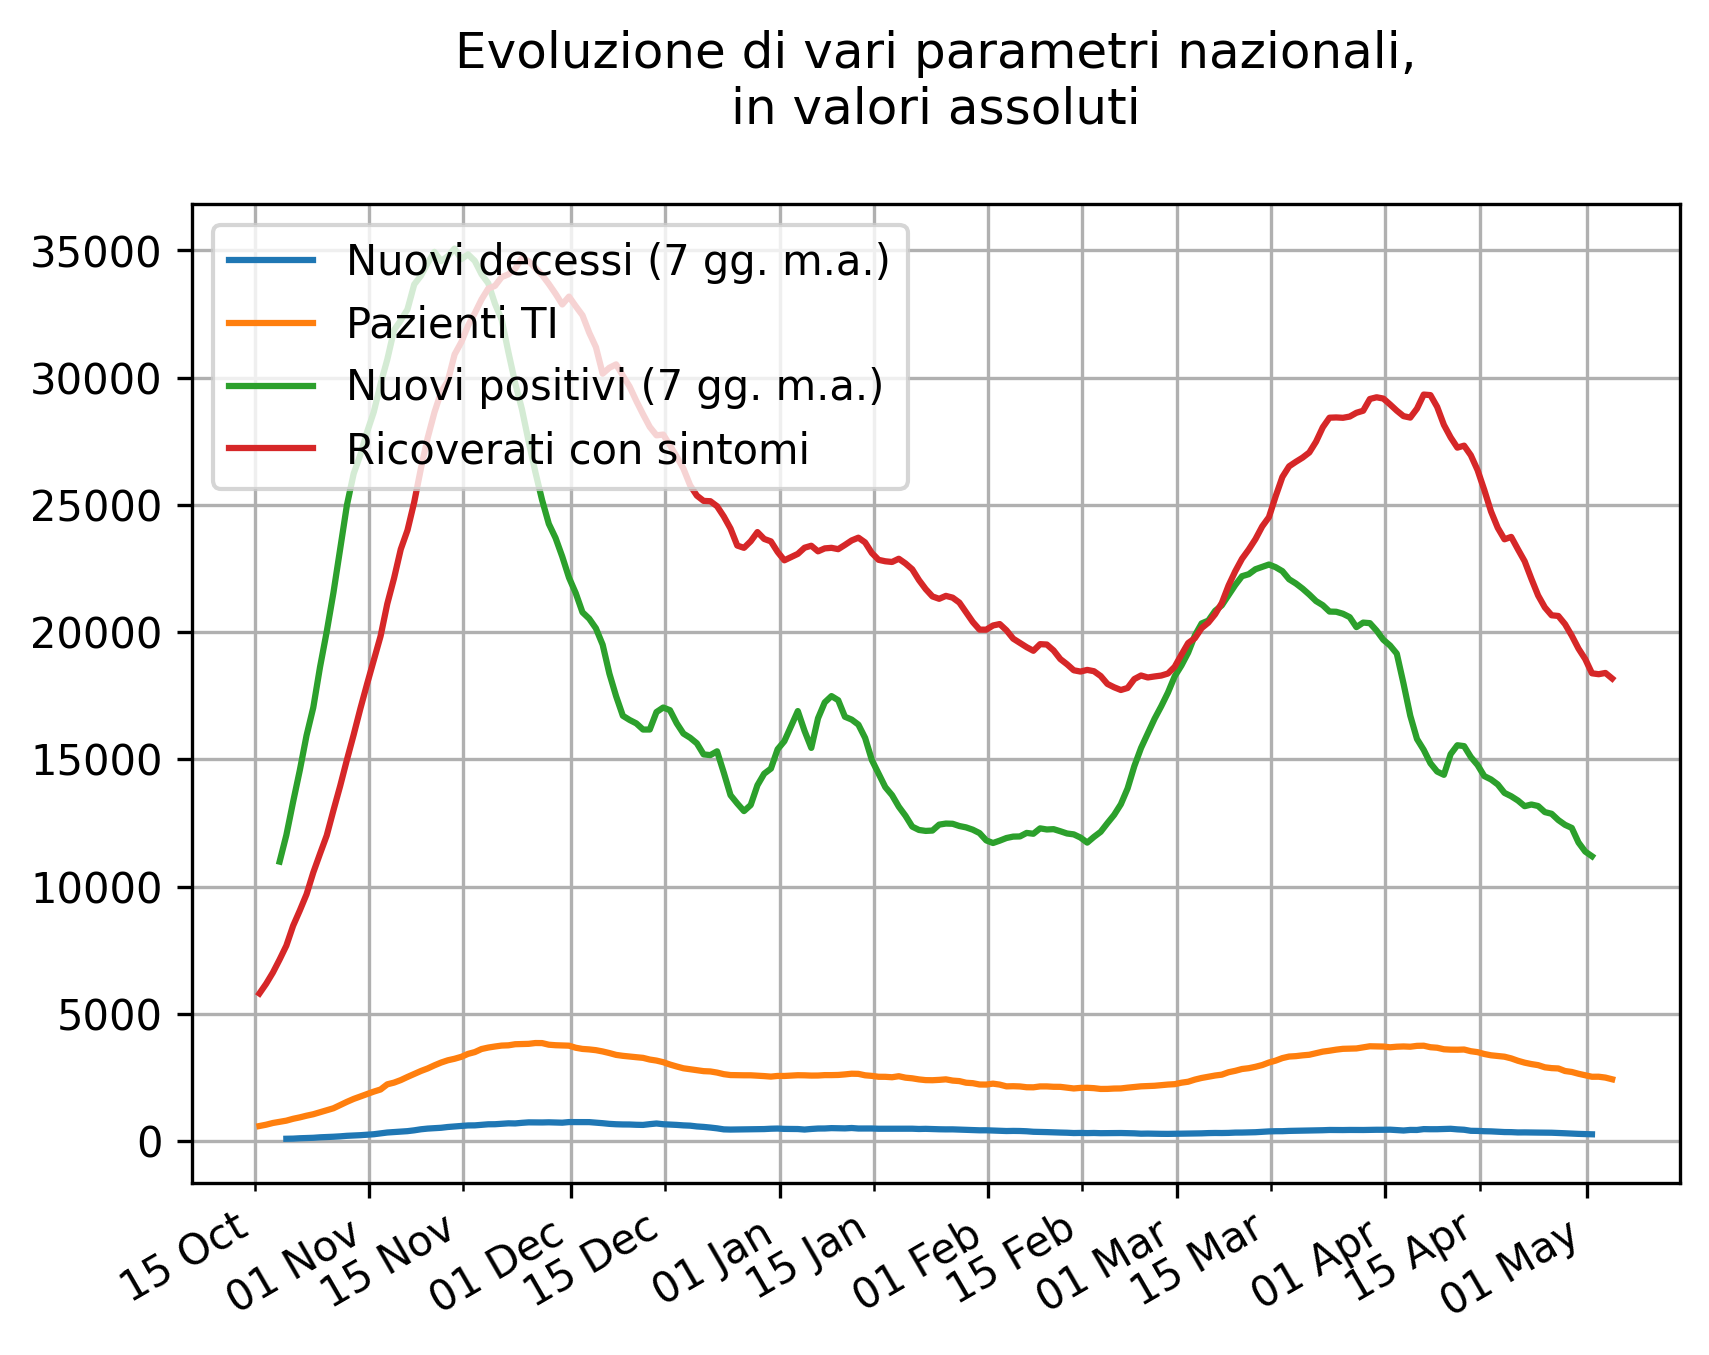 Evoluzione di vari parametri nazionali,
in valori assoluti
35000
30000
25000
20000
15000
10000
5000
0
Nuovi decessi (7 gg. m.a.)
Pazienti TI
Nuovi positivi (7 gg. m.a.)
Ricoverati con sintomi
15 Oct
01 Nov
15 Nov
01 Dec
15 Dec
01 Jan
15 Jan
01 Feb
15 Feb
01 Mar
15 Mar
01 Apr
15 Apr
01 May